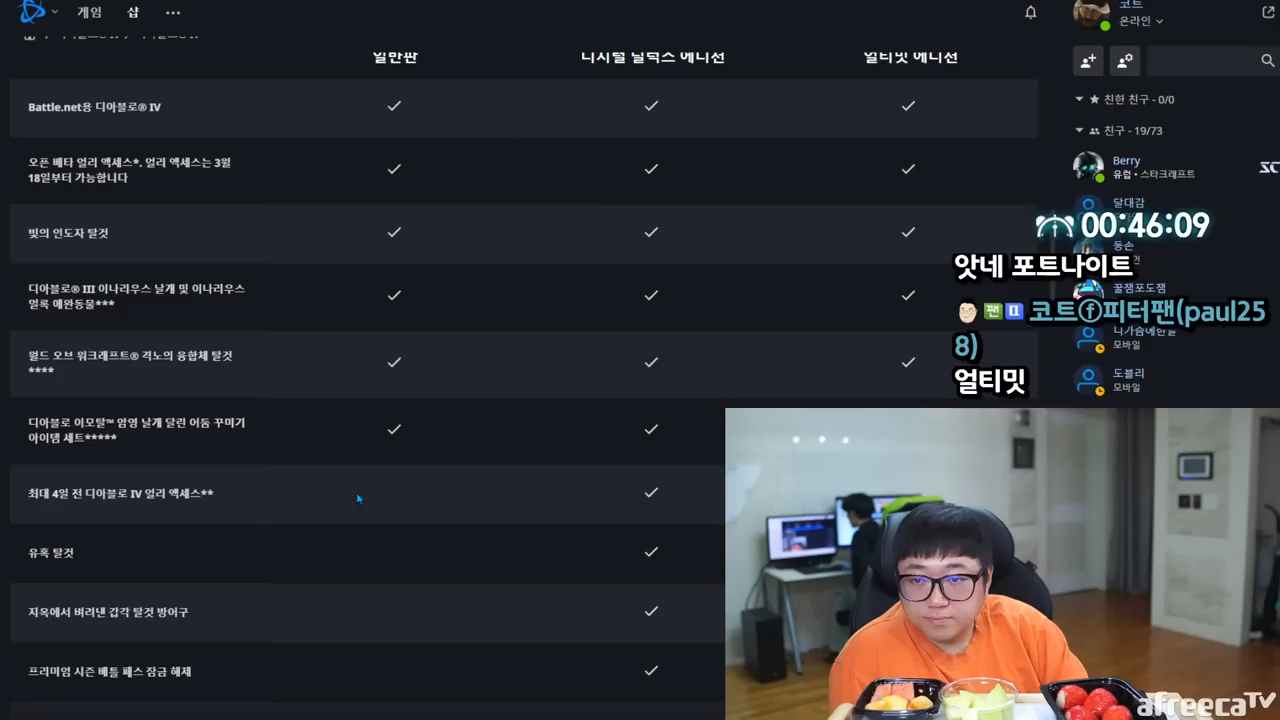 게임 샵 ···
코트
온라인
일반판 디지털 딜럭스 에디션 얼티밋 에디션
Battle.net용 디아블로® IV
오픈 베타 얼리 액세스*. 얼리 액세스는 3월
18일부터 가능합니다
빛의 인도자 탈것
디아블로® III 이나리우스 날개 및 이나리우스
멀록 애완동물***
월드 오브 워크래프트® 격노의 융합체 탈것
****
디아블로 이모탈™ 암영 날개 달린 어둠 꾸미기
아이템 세트*****
최대 4일 전 디아블로 IV 얼리 액세스**
유혹 탈것
지옥에서 벼려낸 갑각 탈것 방어구
프리미엄 시즌 배틀 패스 잠금 해제
친한 친구 - 0/0
친구 - 19/73
Berry
유럽 • 스타크래프트
달대감
00:46:09
동손
앗네 포트나이트
꿀잼포도잼
팬 코트ⓕ피터팬(paul25
8)
얼티밋
모바일
도블리
모바일
afreecaTV